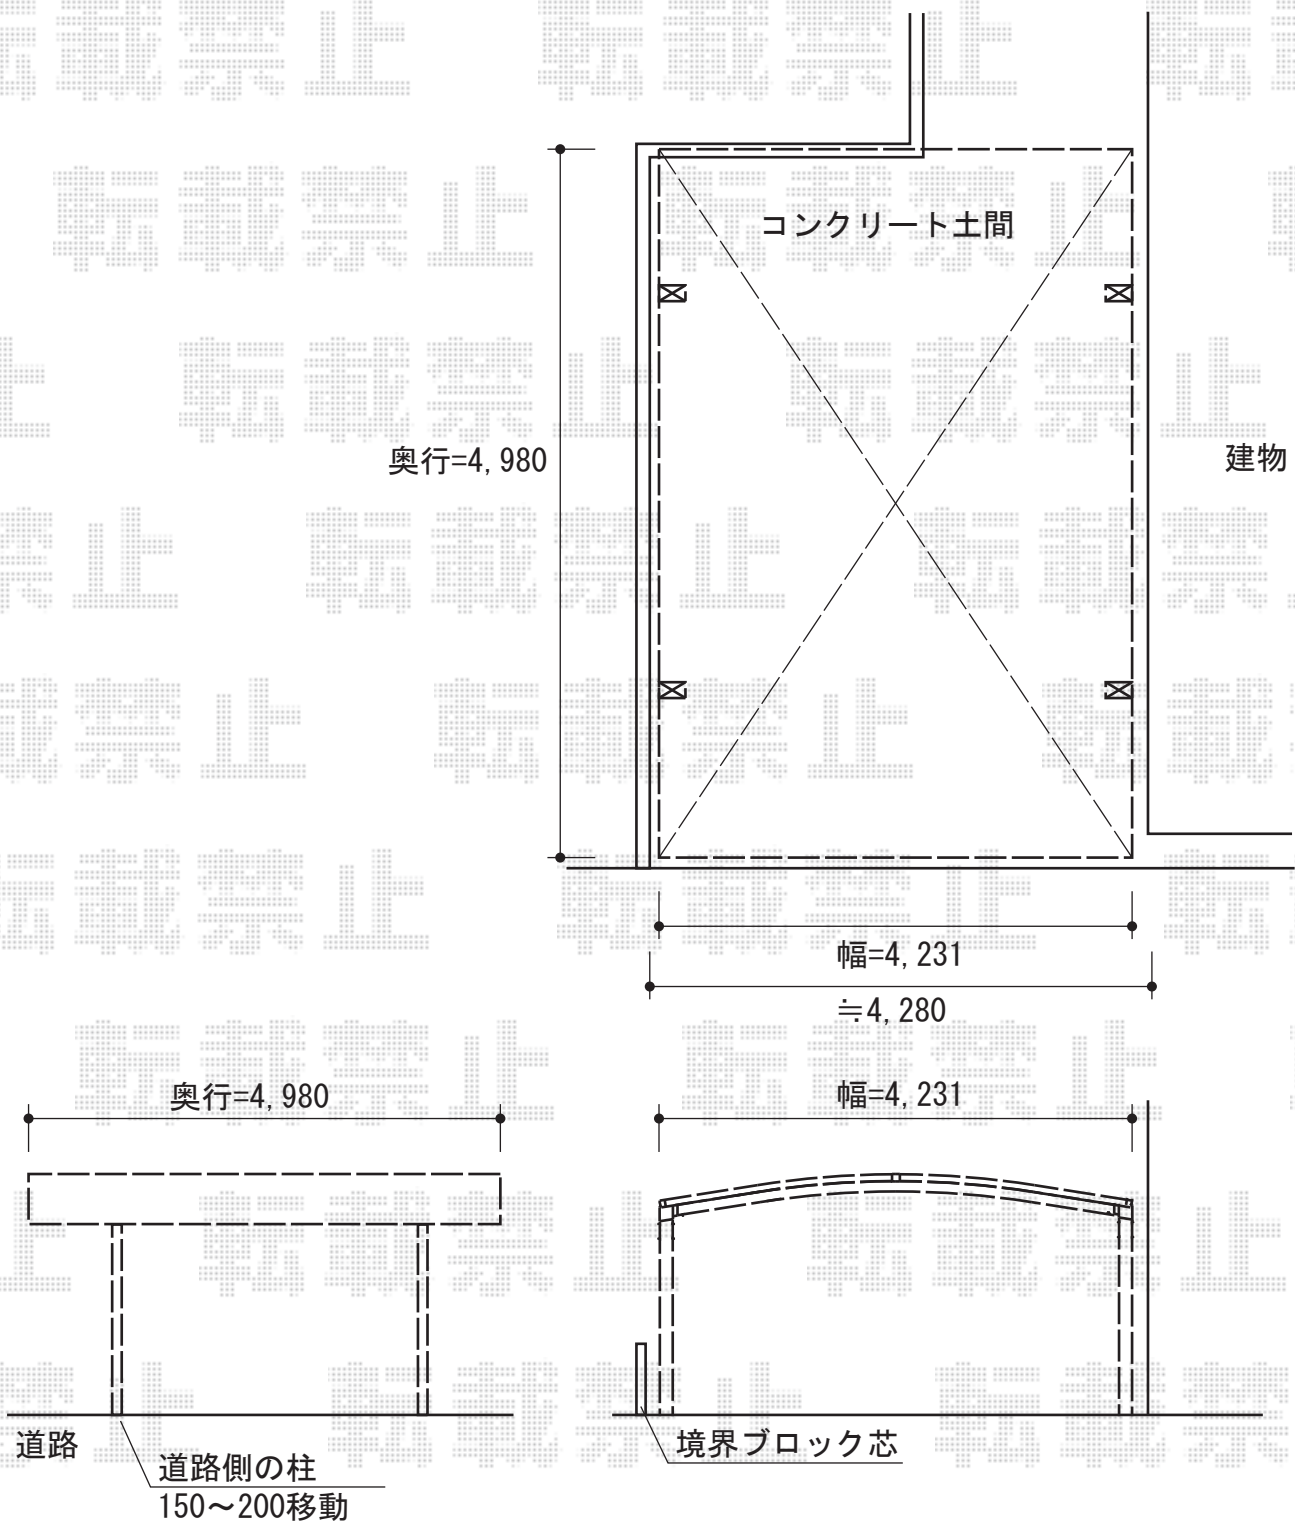 コンクリート土間
奥行=4,980
建物
幅=4,231
≒4,280
奥行=4,980
幅=4,231
道路
道路側の柱
150～200移動
境界ブロック芯
転載禁止